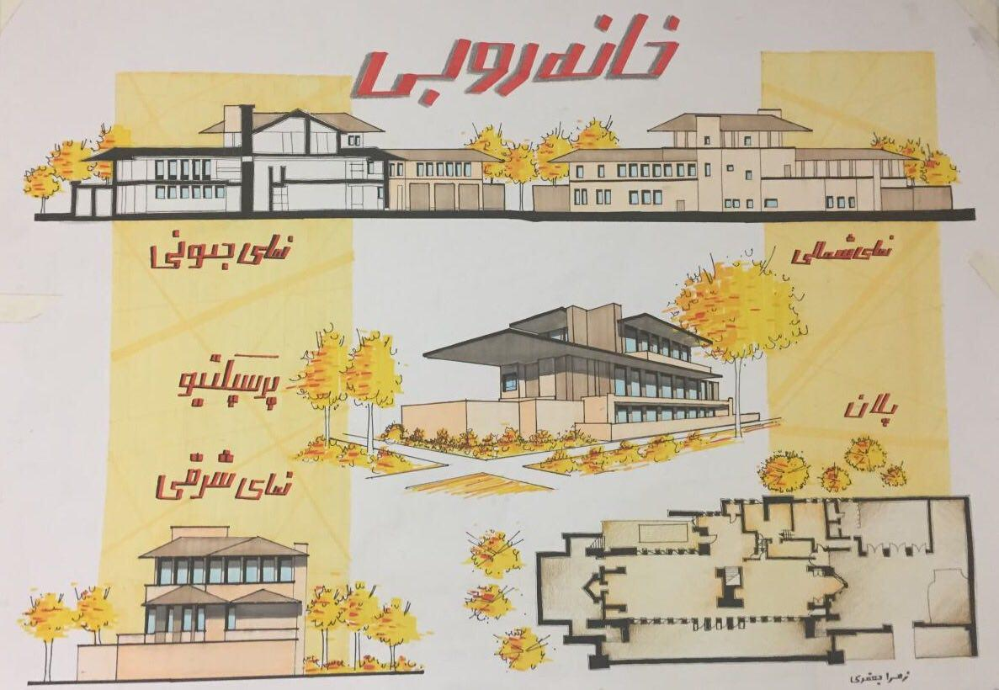 خانه روبی
نمای جنوبی
نمای شمالی
پرسپکتیو
پلان
نمای شرقی
زهرا جعفری